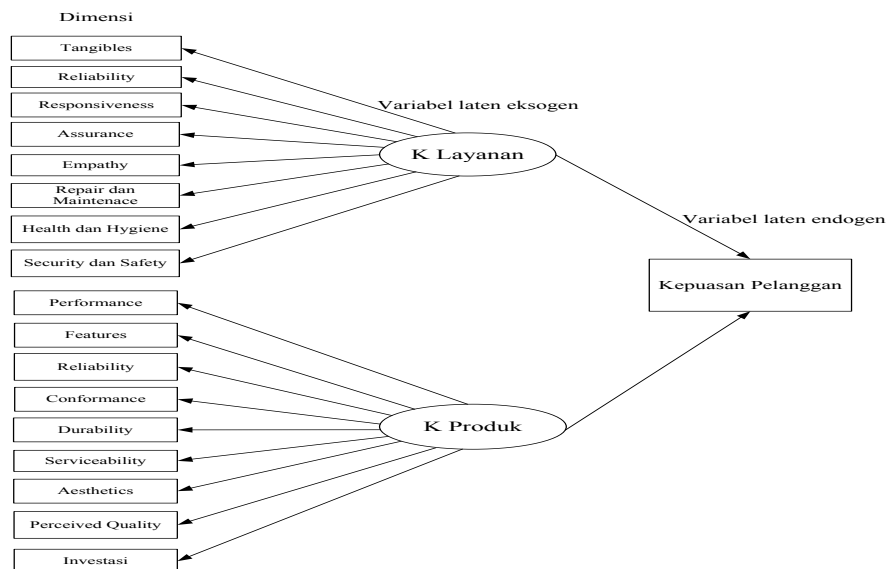 Dimensi
Tangibles
Reliability
Responsiveness
Assurance
Empathy
Repair dan
Maintenace
Health dan Hygiene
Security dan Safety
Variabel laten eksogen
K Layanan
Variabel laten endogen
Kepuasan Pelanggan
Performance
Features
Reliability
Conformance
Durability
Serviceability
Aesthetics
Perceived Quality
Investasi
K Produk